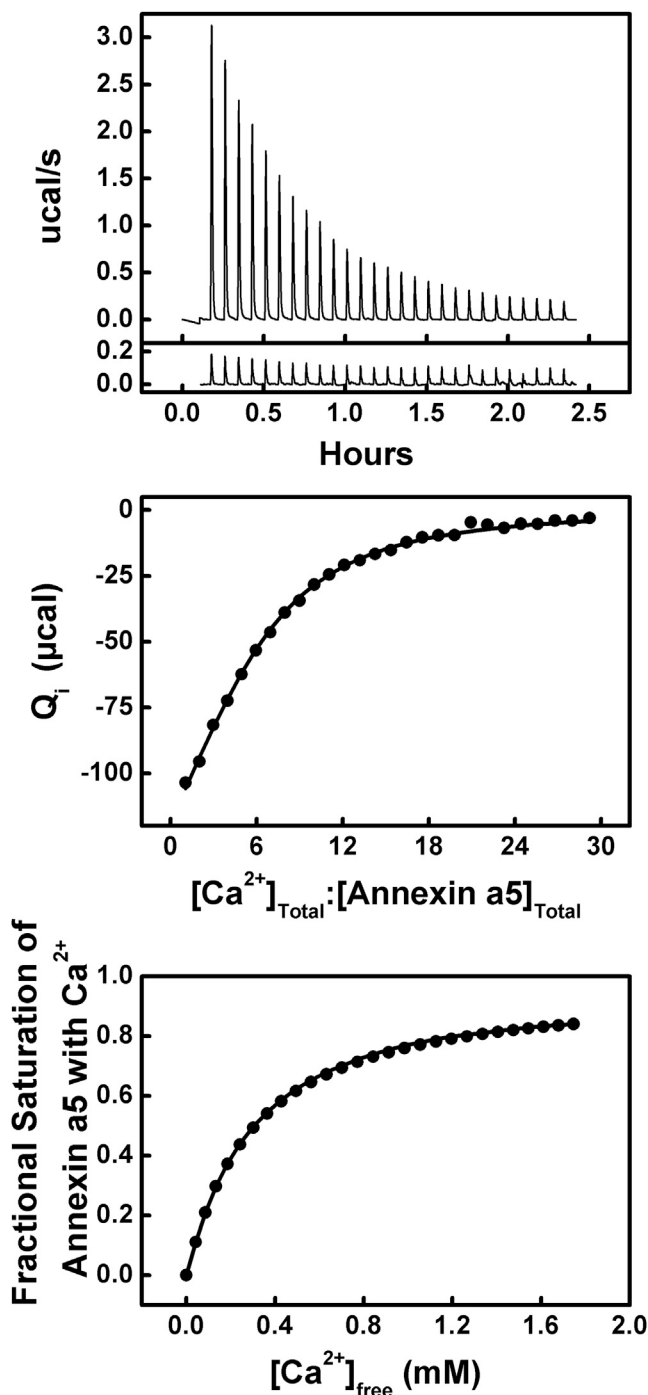 3.0
2.5
2.0
1.5
1.0
0.5
0.0
ucal/s
0.2
0.0
0.0 0.5 1.0 1.5 2.0 2.5
Hours
0
-25
-50
-75
-100
Qi (µcal)
0 6 12 18 24 30
[Ca2+]Total:[Annexin a5]Total
Fractional Saturation of
Annexin a5 with Ca2+
1.0
0.8
0.6
0.4
0.2
0.0
0.0 0.4 0.8 1.2 1.6 2.0
[Ca2+]free (mM)